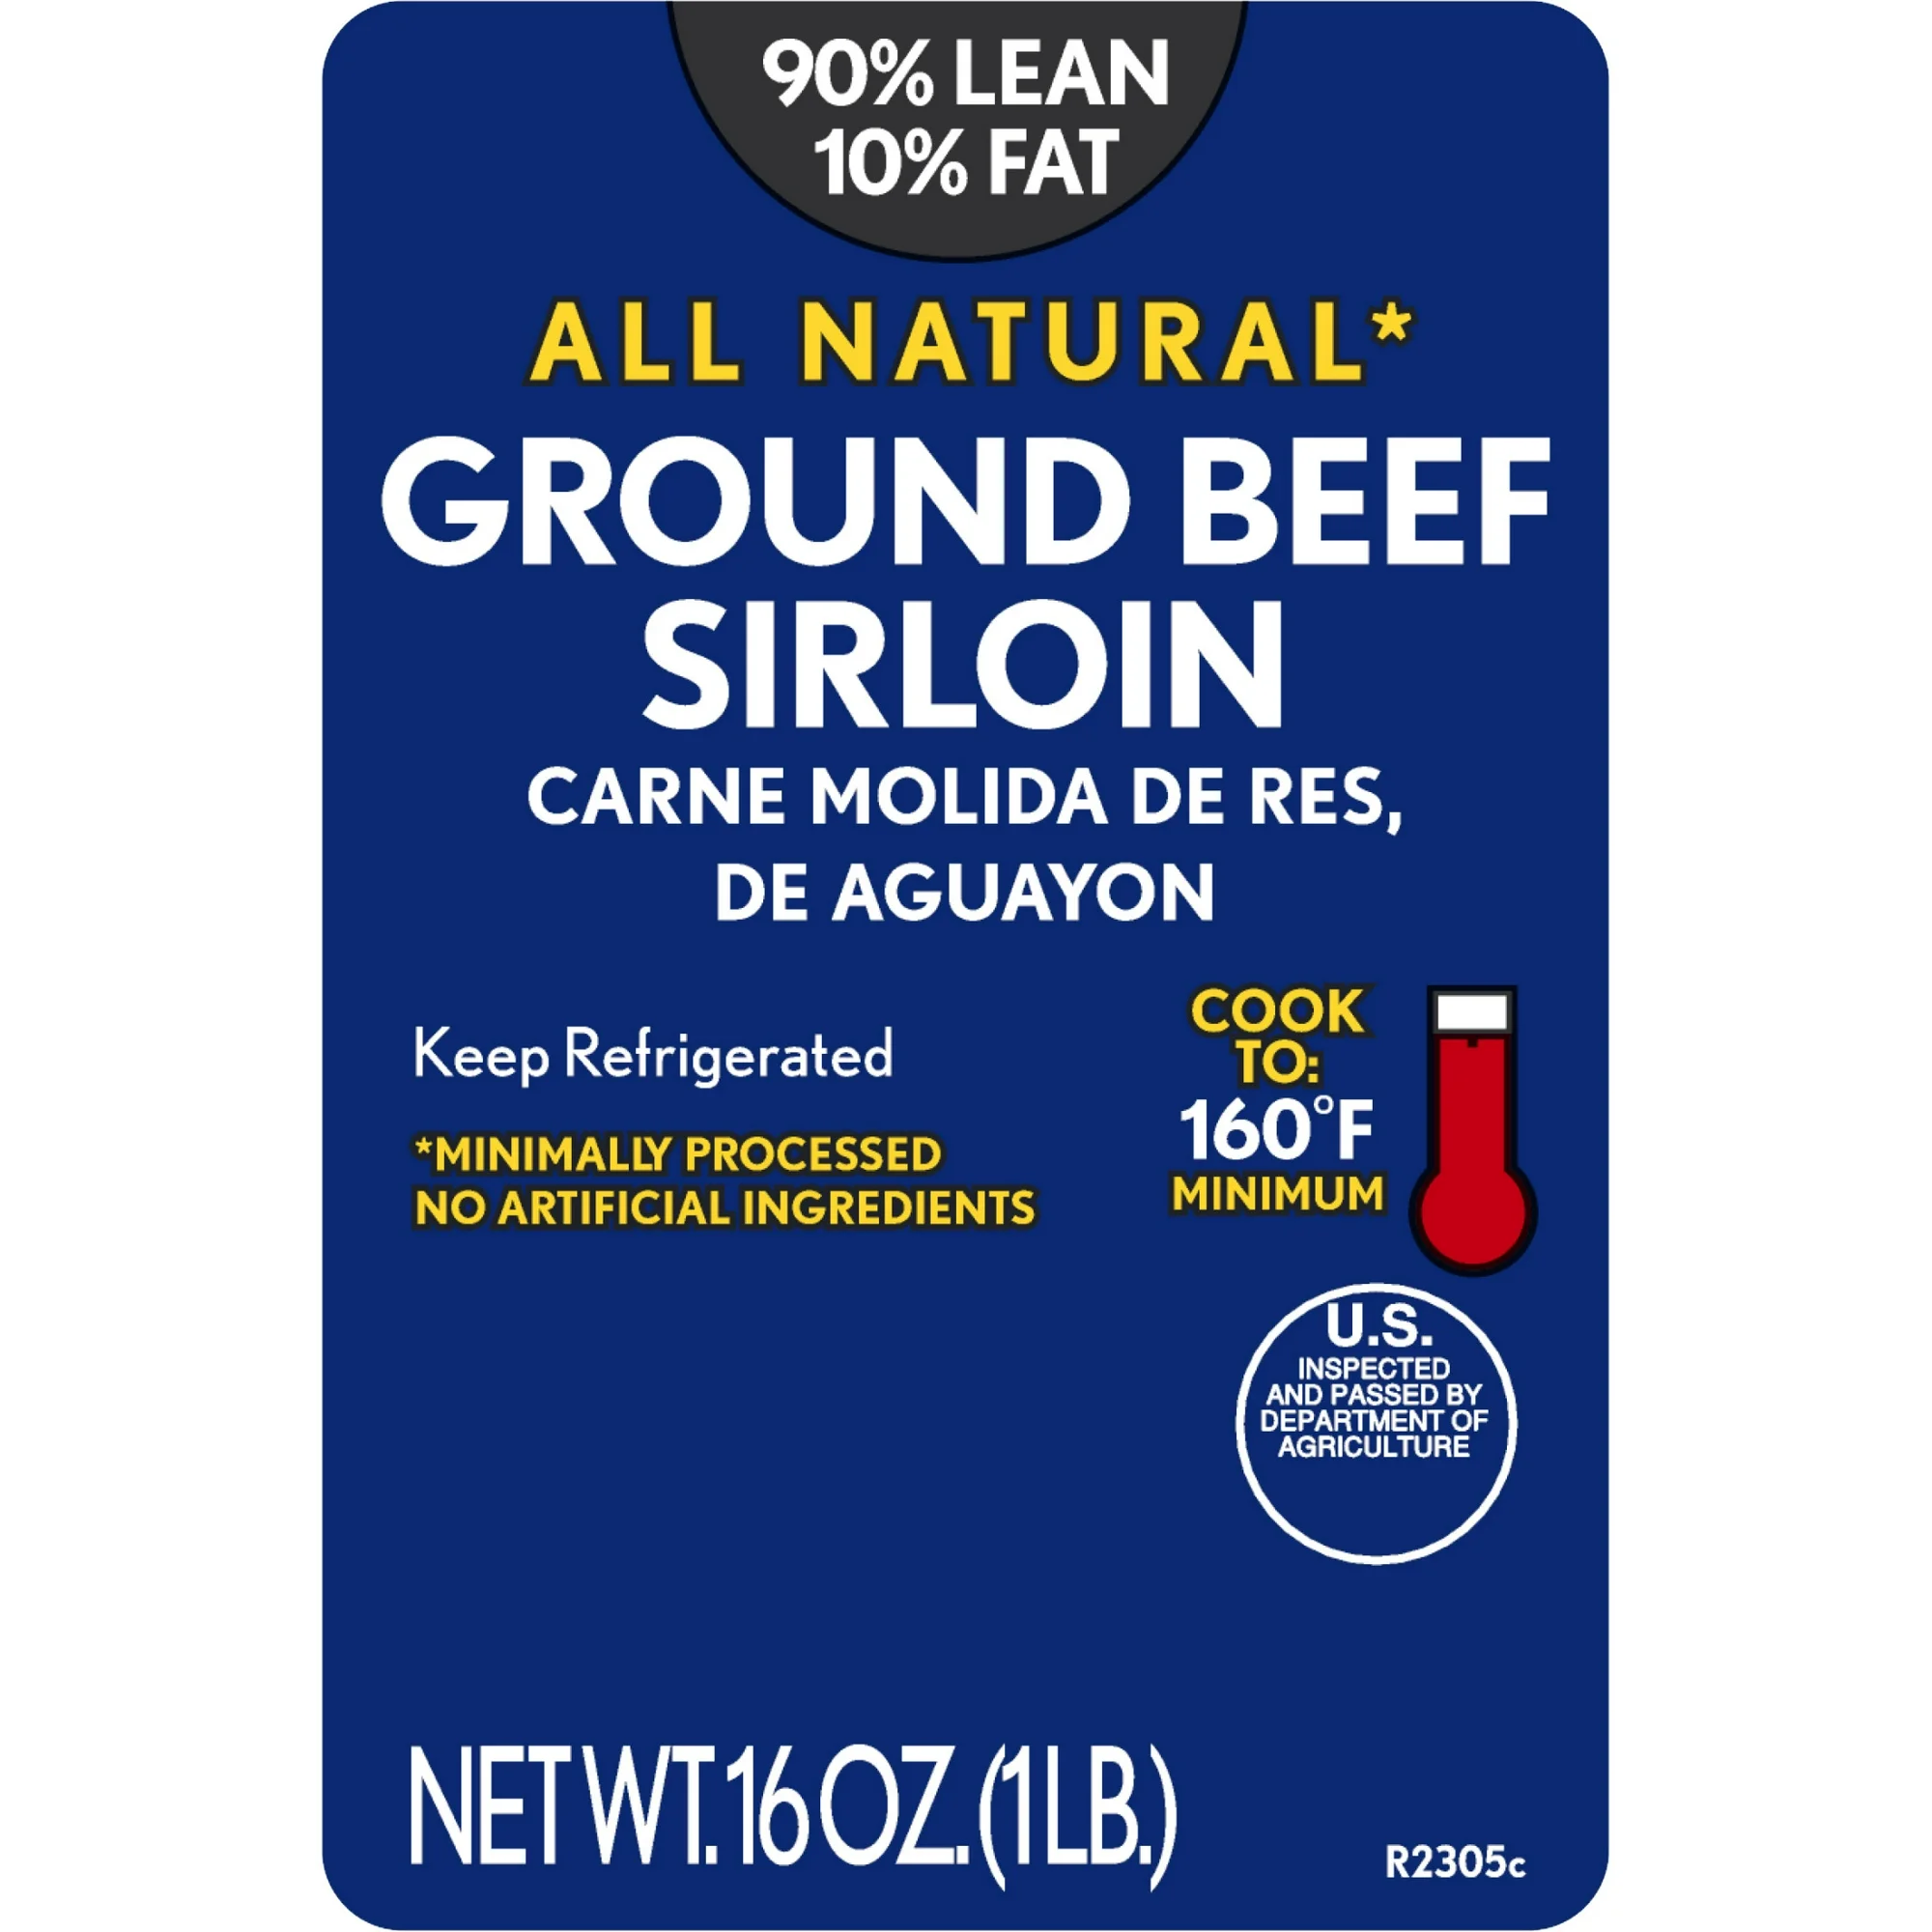 90% LEAN
10% FAT
ALL NATURAL*
GROUND BEEF
SIRLOIN
CARNE MOLIDA DE RES,
DE AGUAYON
Keep Refrigerated
*MINIMALLY PROCESSED
NO ARTIFICIAL INGREDIENTS
COOK
TO:
160°F
MINIMUM
U.S.
INSPECTED
AND PASSED BY
DEPARTMENT OF
AGRICULTURE
NET WT. 16 OZ. (1 LB.)
R2305c